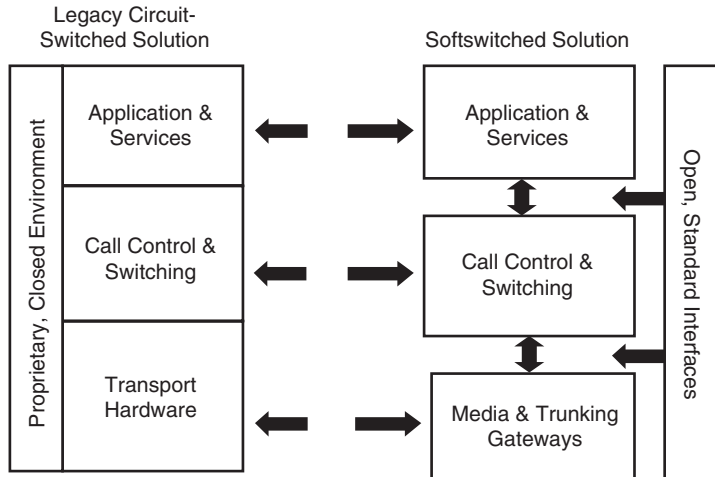 Legacy Circuit-
Switched Solution
Softswitched Solution
Proprietary, Closed Environment
Application &
Services
Call Control &
Switching
Transport
Hardware
Application &
Services
Call Control &
Switching
Media & Trunking
Gateways
Open, Standard Interfaces